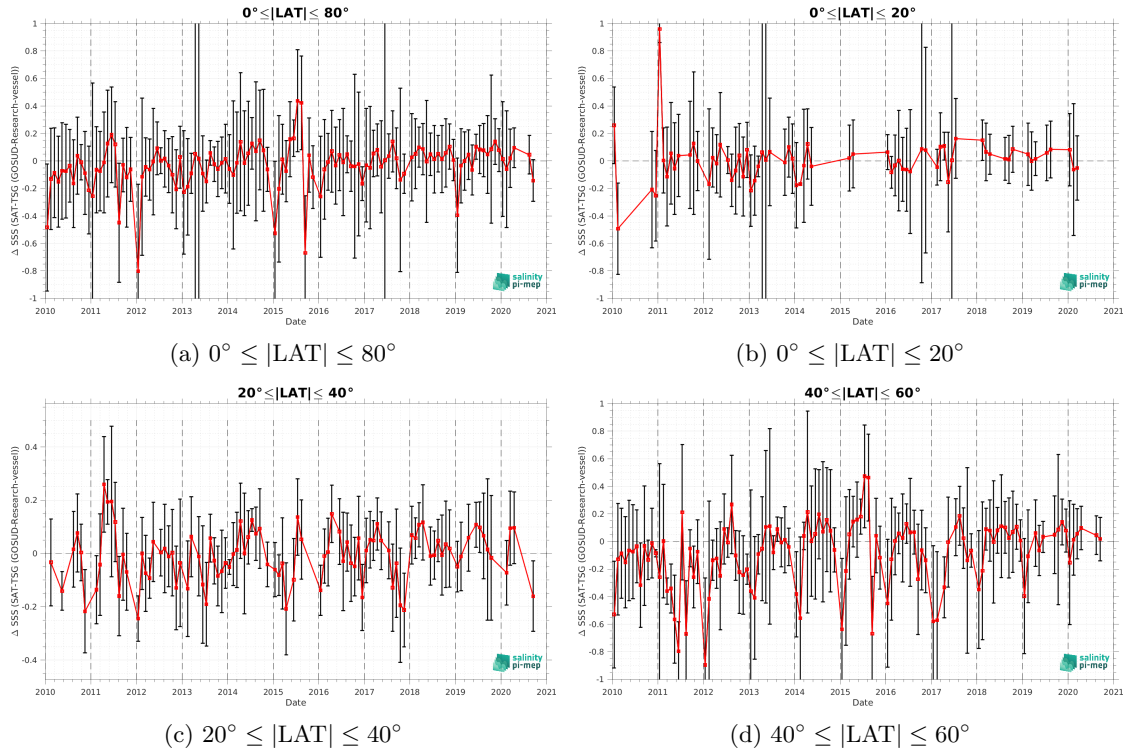 0°≤|LAT|≤ 80°
1
0.8
0.6
0.4
0.2
0
-0.2
-0.4
-0.6
-0.8
-1
Δ SSS (SAT-TSG (GOSUD-Research-vessel))
2010 2011 2012 2013 2014 2015 2016 2017 2018 2019 2020 2021
Date
salinity
pi-mep
(a) 0° ≤ |LAT| ≤ 80°
0°≤|LAT|≤ 20°
1
0.8
0.6
0.4
0.2
0
-0.2
-0.4
-0.6
-0.8
-1
Δ SSS (SAT-TSG (GOSUD-Research-vessel))
2010 2011 2012 2013 2014 2015 2016 2017 2018 2019 2020 2021
Date
salinity
pi-mep
(b) 0° ≤ |LAT| ≤ 20°
20°≤|LAT|≤ 40°
0.4
0.2
0
-0.2
-0.4
Δ SSS (SAT-TSG (GOSUD-Research-vessel))
2010 2011 2012 2013 2014 2015 2016 2017 2018 2019 2020 2021
Date
salinity
pi-mep
(c) 20° ≤ |LAT| ≤ 40°
40°≤|LAT|≤ 60°
1
0.8
0.6
0.4
0.2
0
-0.2
-0.4
-0.6
-0.8
-1
Δ SSS (SAT-TSG (GOSUD-Research-vessel))
2010 2011 2012 2013 2014 2015 2016 2017 2018 2019 2020 2021
Date
salinity
pi-mep
(d) 40° ≤ |LAT| ≤ 60°